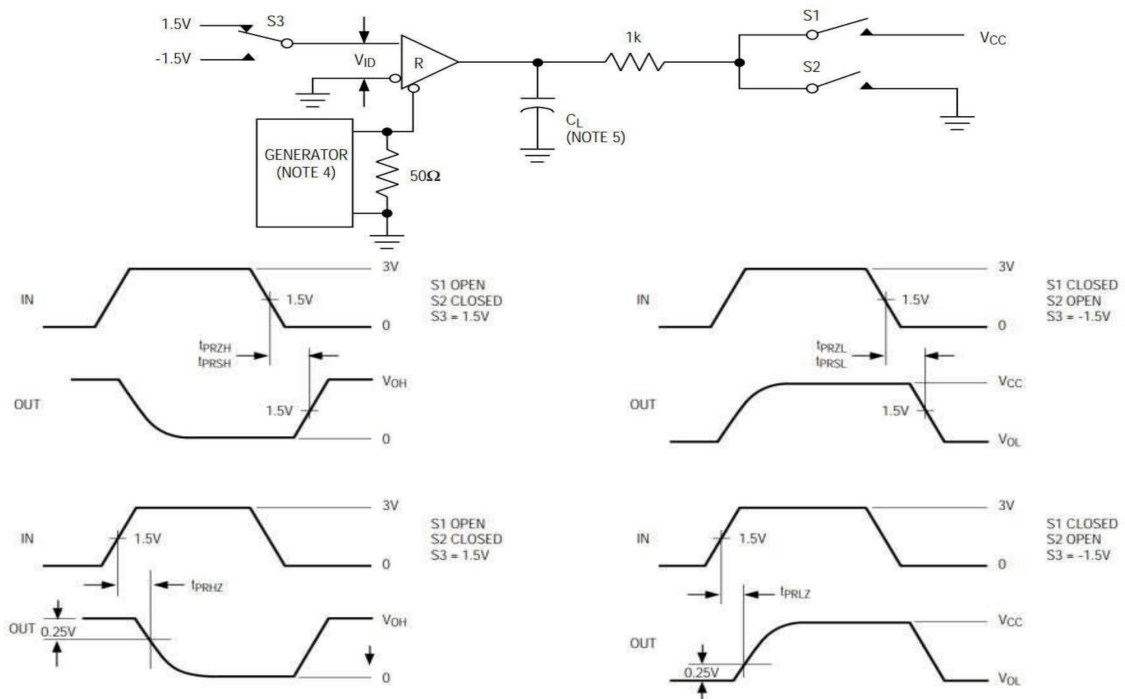 1.5V
S3
-1.5V
VID
R
1k
S1
VCC
S2
CL
(NOTE 5)
GENERATOR
(NOTE 4)
50Ω
IN
3V
1.5V
0
S1 OPEN
S2 CLOSED
S3 = 1.5V
tPRZH
tPRSH
OUT
VOH
1.5V
0
IN
3V
1.5V
0
S1 CLOSED
S2 OPEN
S3 = -1.5V
tPRZL
tPRSL
OUT
VCC
1.5V
VOL
IN
3V
1.5V
0
S1 OPEN
S2 CLOSED
S3 = 1.5V
tPRHZ
OUT
0.25V
VOH
0
IN
3V
1.5V
0
S1 CLOSED
S2 OPEN
S3 = -1.5V
tPRLZ
OUT
VCC
0.25V
VOL